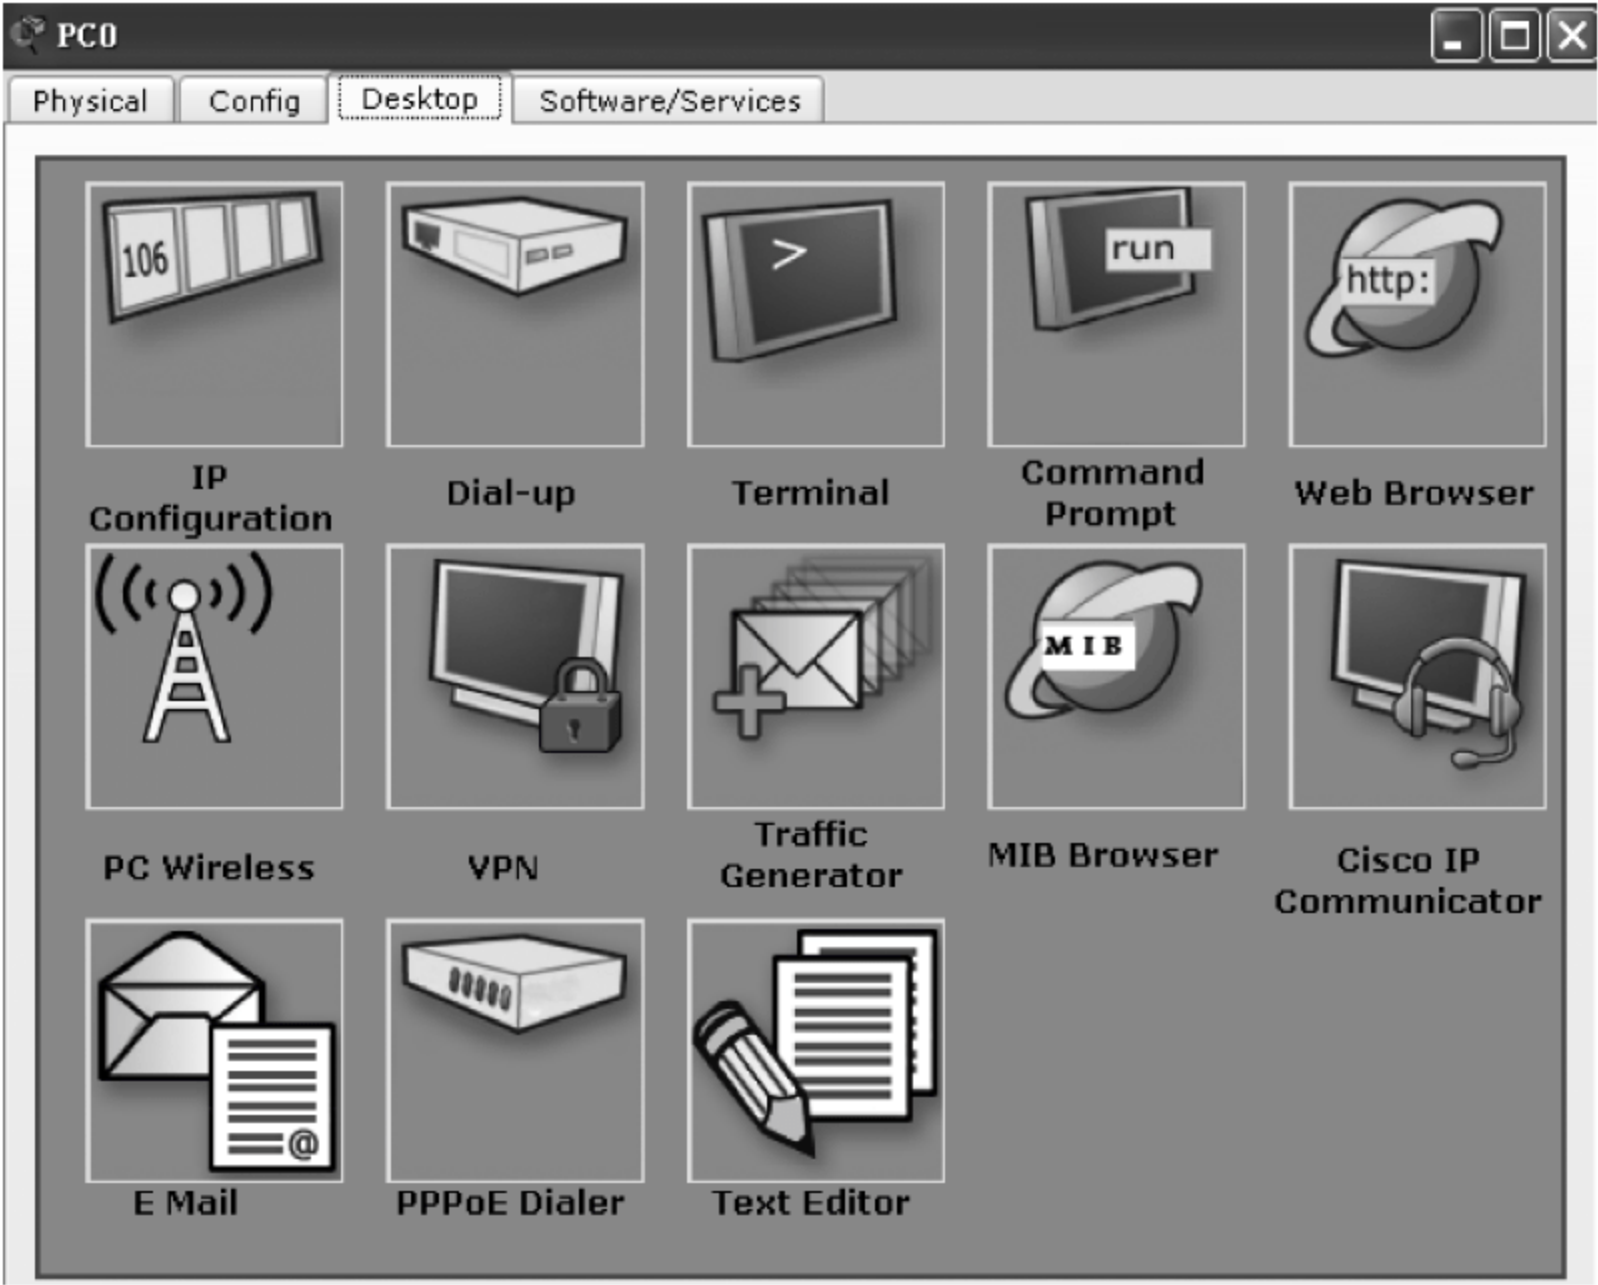 PC0
Physical
Config
Desktop
Software/Services
106
>
run
http:
IP
Configuration
Dial-up
Terminal
Command
Prompt
Web Browser
MIB
PC Wireless
VPN
Traffic
Generator
MIB Browser
Cisco IP
Communicator
@
E Mail
PPPoE Dialer
Text Editor